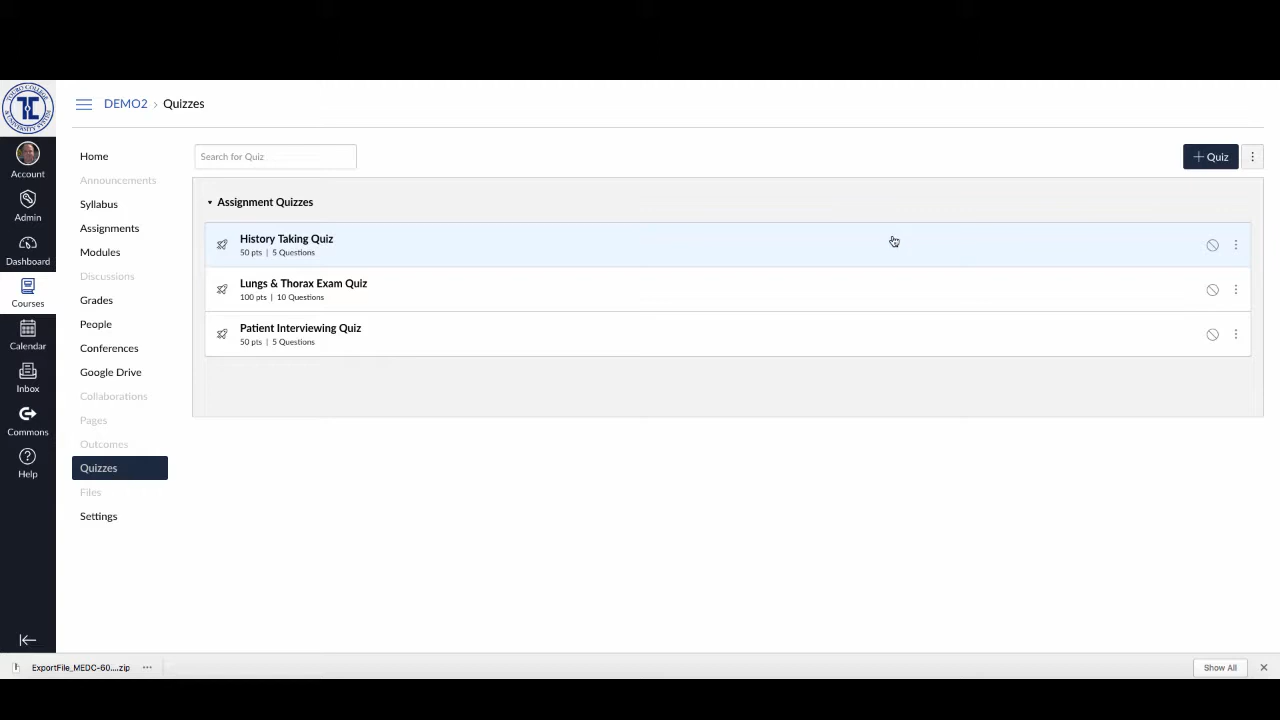 DEMO2 › Quizzes
Account
Admin
Dashboard
Courses
Calendar
Inbox
Commons
Help
Home
Announcements
Syllabus
Assignments
Modules
Discussions
Grades
People
Conferences
Google Drive
Collaborations
Pages
Outcomes
Quizzes
Files
Settings
Search for Quiz
+ Quiz
Assignment Quizzes
History Taking Quiz
50 pts | 5 Questions
Lungs & Thorax Exam Quiz
100 pts | 10 Questions
Patient Interviewing Quiz
50 pts | 5 Questions
ExportFile_MEDC-60....zip
Show All